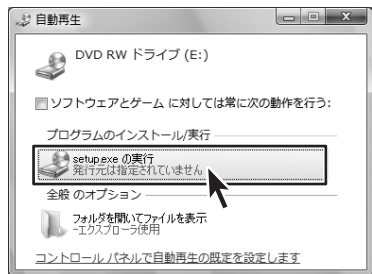 自動再生
DVD RW ドライブ (E:)
ソフトウェアとゲーム に対しては常に次の動作を行う:
プログラムのインストール/実行
setup.exe の実行
発行元は指定されていません
全般 のオプション
フォルダを開いてファイルを表示
-エクスプローラ使用
コントロール パネルで自動再生の既定を設定します